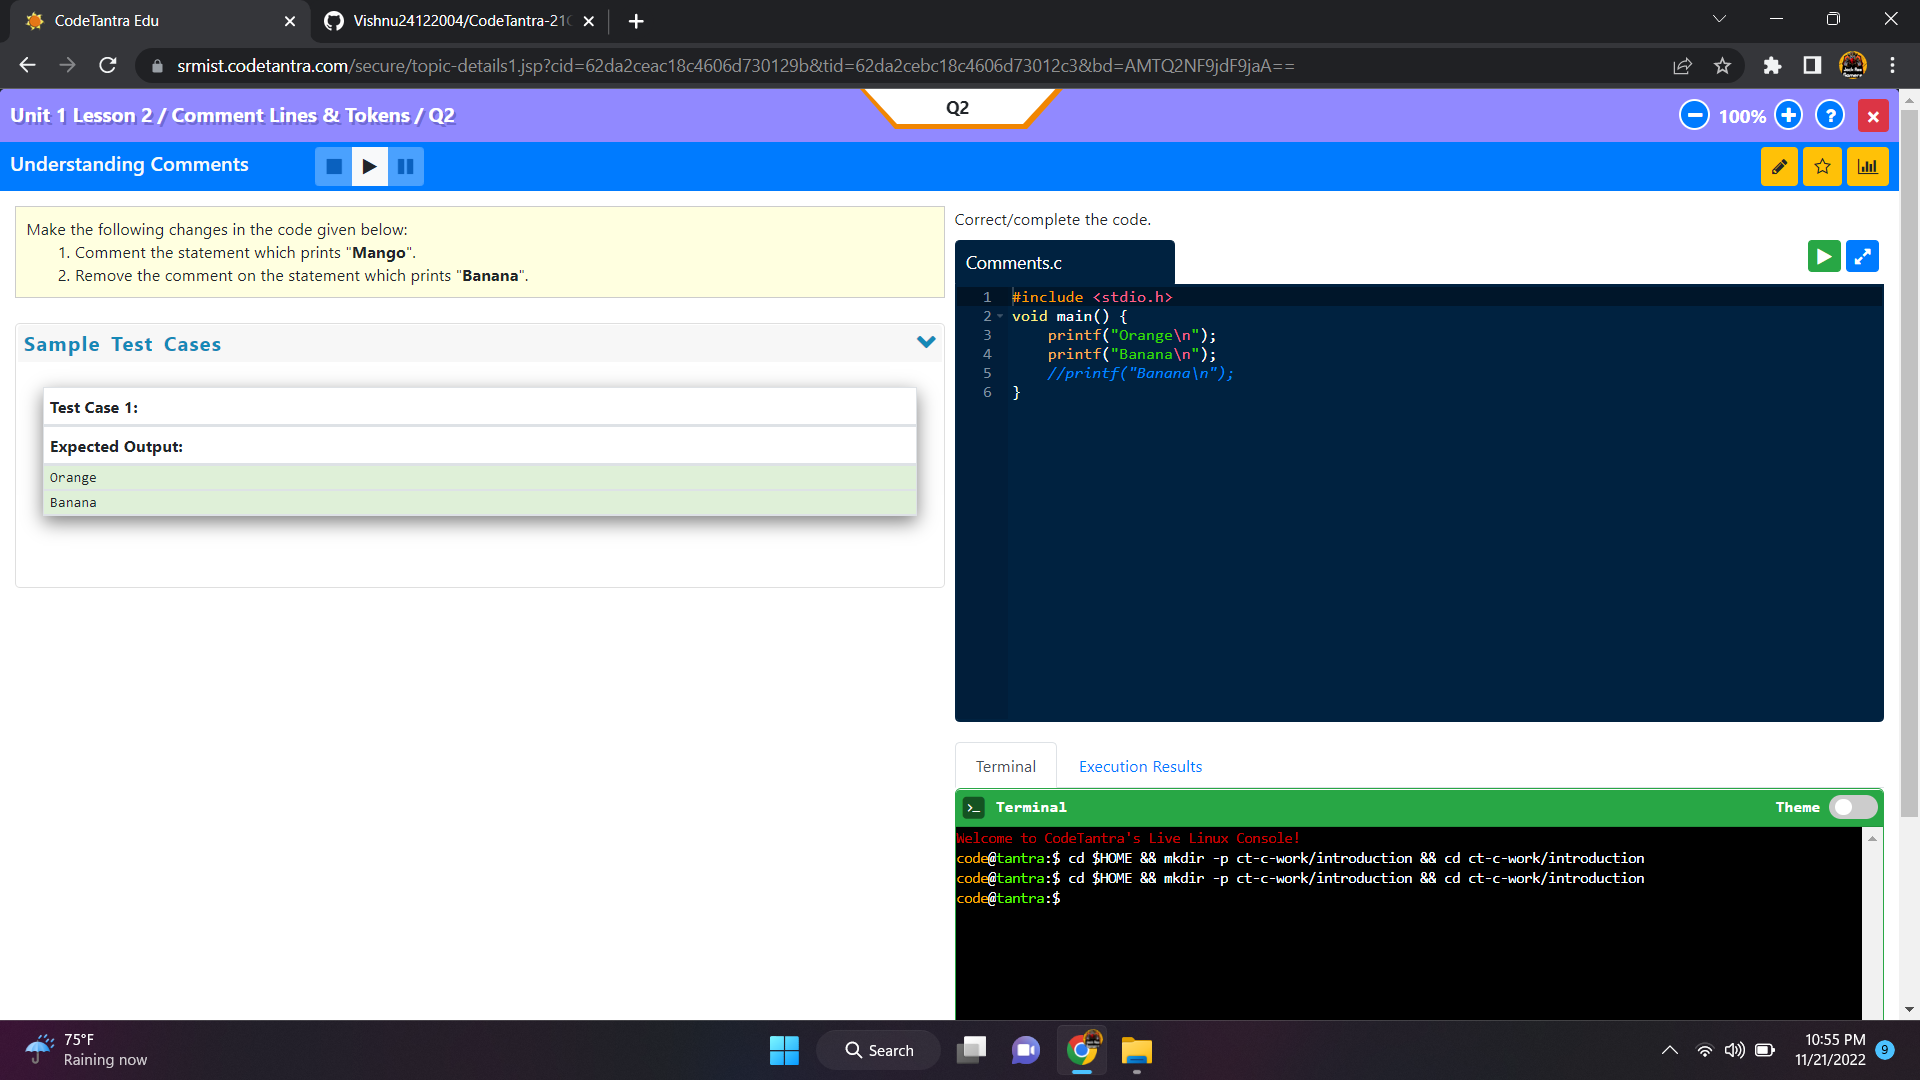 CodeTantra Edu
Vishnu24122004/CodeTantra-21
srmist.codetantra.com/secure/topic-details1.jsp?cid=62da2ceac18c4606d730129b&tid=62da2cebc18c4606d73012c3&bd=AMTQ2NF9jdF9jaA==
Unit 1 Lesson 2 / Comment Lines & Tokens / Q2
Q2
100%
?
Understanding Comments
Make the following changes in the code given below:
1. Comment the statement which prints "Mango".
2. Remove the comment on the statement which prints "Banana".
Sample Test Cases
Test Case 1:
Expected Output:
Orange
Banana
Correct/complete the code.
Comments.c
1 #include <stdio.h>
2 void main() {
3 printf("Orange\n");
4 printf("Banana\n");
5 //printf("Banana\n");
6 }
Terminal
Execution Results
>_ Terminal
Theme
Welcome to CodeTantra's Live Linux Console!
code@tantra:$ cd $HOME && mkdir -p ct-c-work/introduction && cd ct-c-work/introduction
code@tantra:$ cd $HOME && mkdir -p ct-c-work/introduction && cd ct-c-work/introduction
code@tantra:$
75°F
Raining now
Search
10:55 PM
11/21/2022
9